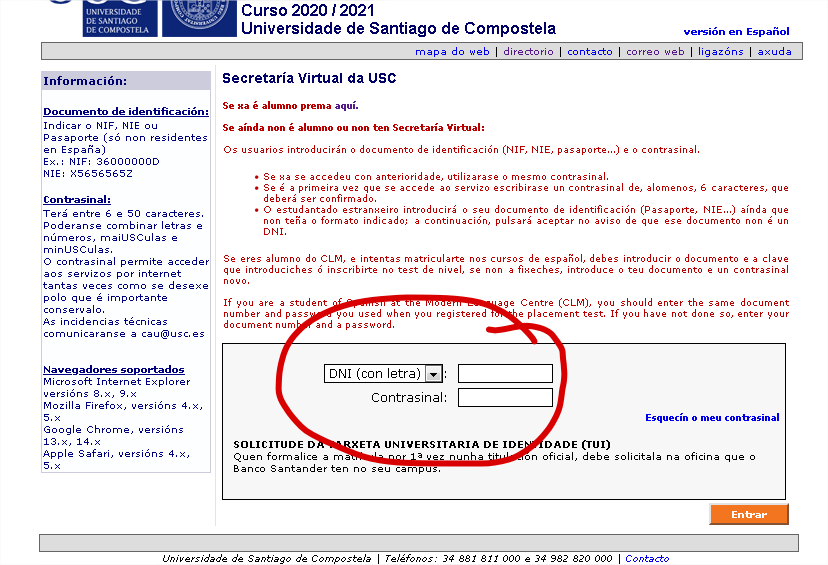 Curso 2020 / 2021
UNIVERSIDADE
DE SANTIAGO
DE COMPOSTELA
Universidade de Santiago de Compostela
versión en Español
mapa do web | directorio | contacto | correo web | ligazóns | axuda
Información:
Documento de identificación:
Indicar o NIF, NIE ou
Pasaporte (só non residentes
en España)
Ex.: NIF: 36000000D
NIE: X5656565Z
Contrasinal:
Terá entre 6 e 50 caracteres.
Poderanse combinar letras e
números, maiUSCulas e
minUSCulas.
O contrasinal permite acceder
aos servizos por internet
tantas veces como se desexe
polo que é importante
conservalo.
As incidencias técnicas
comunicaranse a cau@usc.es
Navegadores soportados
Microsoft Internet Explorer
versións 8.x, 9.x
Mozilla Firefox, versións 4.x,
5.x
Google Chrome, versións
13.x, 14.x
Apple Safari, versións 4.x,
5.x
Secretaría Virtual da USC
Se xa é alumno prema aquí.
Se aínda non é alumno ou non ten Secretaría Virtual:
Os usuarios introducirán o documento de identificación (NIF, NIE, pasaporte...) e o contrasinal.
• Se xa se accedeu con anterioridade, utilizarase o mesmo contrasinal.
• Se é a primeira vez que se accede ao servizo escribirase un contrasinal de, alomenos, 6 caracteres, que
deberá ser confirmado.
• O estudantado estranxeiro introducirá o seu documento de identificación (Pasaporte, NIE...) aínda que
non teña o formato indicado; a continuación, pulsará aceptar no aviso de que ese documento non é un
DNI.
Se eres alumno do CLM, e intentas matricularte nos cursos de español, debes introducir o documento e a clave
que introduciches ó inscribirte no test de nivel, se non a fixeches, introduce o teu documento e un contrasinal
novo.
If you are a student of Spanish at the Modern Language Centre (CLM), you should enter the same document
number and password you used when you registered for the placement test. If you have not done so, enter your
document number and a password.
DNI (con letra) :
Contrasinal:
Esquecín o meu contrasinal
SOLICITUDE DA TARXETA UNIVERSITARIA DE IDENTIDADE (TUI)
Quen formalice a matrícula por 1ª vez nunha titulación oficial, debe solicitala na oficina que o
Banco Santander ten no seu campus.
Entrar
Universidade de Santiago de Compostela | Teléfonos: 34 881 811 000 e 34 982 820 000 | Contacto